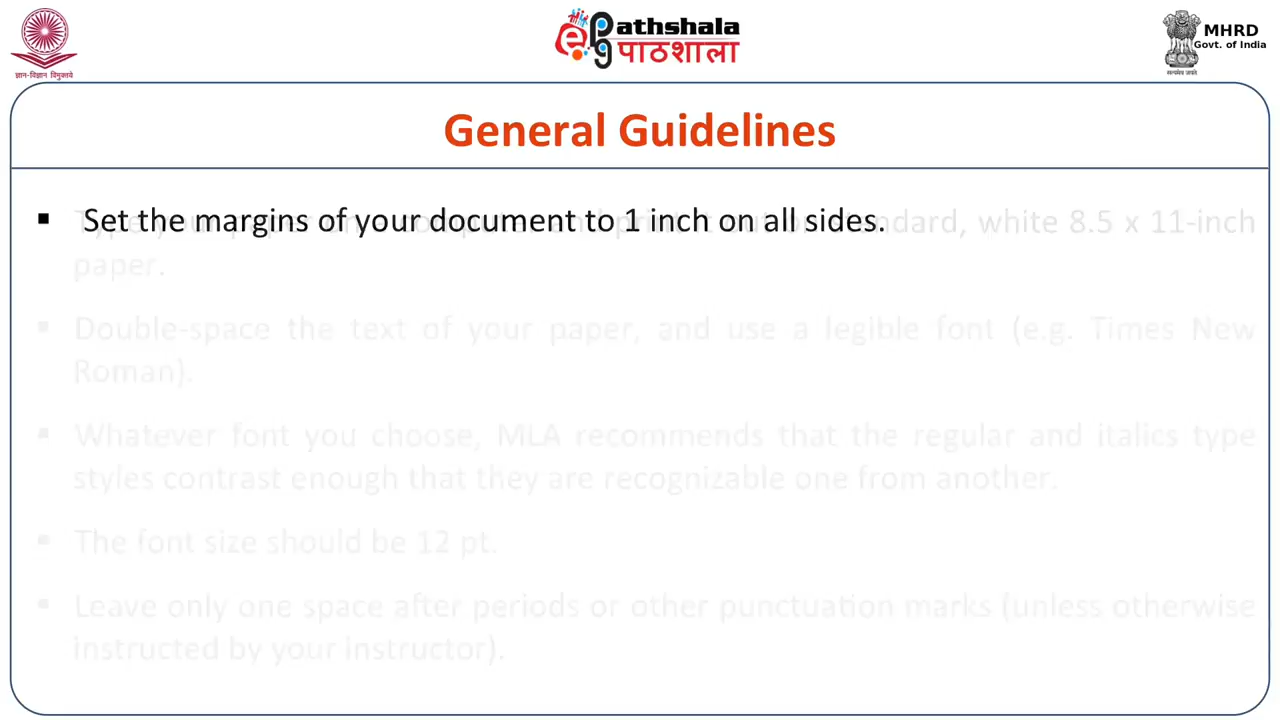 ज्ञान-विज्ञान विमुक्तये
ePathshala
पाठशाला
सत्यमेव जयते
MHRD
Govt. of India
General Guidelines
▪ Set the margins of your document to 1 inch on all sides.
▪ Type your paper on a computer and print it out on standard, white 8.5 x 11-inch
paper.
▪ Double-space the text of your paper, and use a legible font (e.g. Times New
Roman).
▪ Whatever font you choose, MLA recommends that the regular and italics type
styles contrast enough that they are recognizable one from another.
▪ The font size should be 12 pt.
▪ Leave only one space after periods or other punctuation marks (unless otherwise
instructed by your instructor).